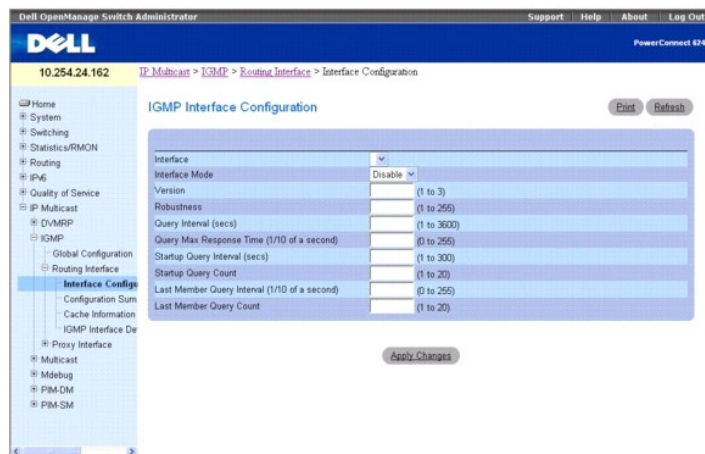 Dell OpenManage Switch Administrator
Support Help About Log Out
DELL
PowerConnect 624
10.254.24.162
IP Multicast > IGMP > Routing Interface > Interface Configuration
Home
System
Switching
Statistics/RMON
Routing
IPv6
Quality of Service
IP Multicast
DVMRP
IGMP
Global Configuration
Routing Interface
Interface Configu
Configuration Sum
Cache Information
IGMP Interface De
Proxy Interface
Multicast
Mdebug
PIM-DM
PIM-SM
IGMP Interface Configuration
Print Refresh
Interface
Interface Mode Disable
Version (1 to 3)
Robustness (1 to 255)
Query Interval (secs) (1 to 3600)
Query Max Response Time (1/10 of a second) (0 to 255)
Startup Query Interval (secs) (1 to 300)
Startup Query Count (1 to 20)
Last Member Query Interval (1/10 of a second) (0 to 255)
Last Member Query Count (1 to 20)
Apply Changes